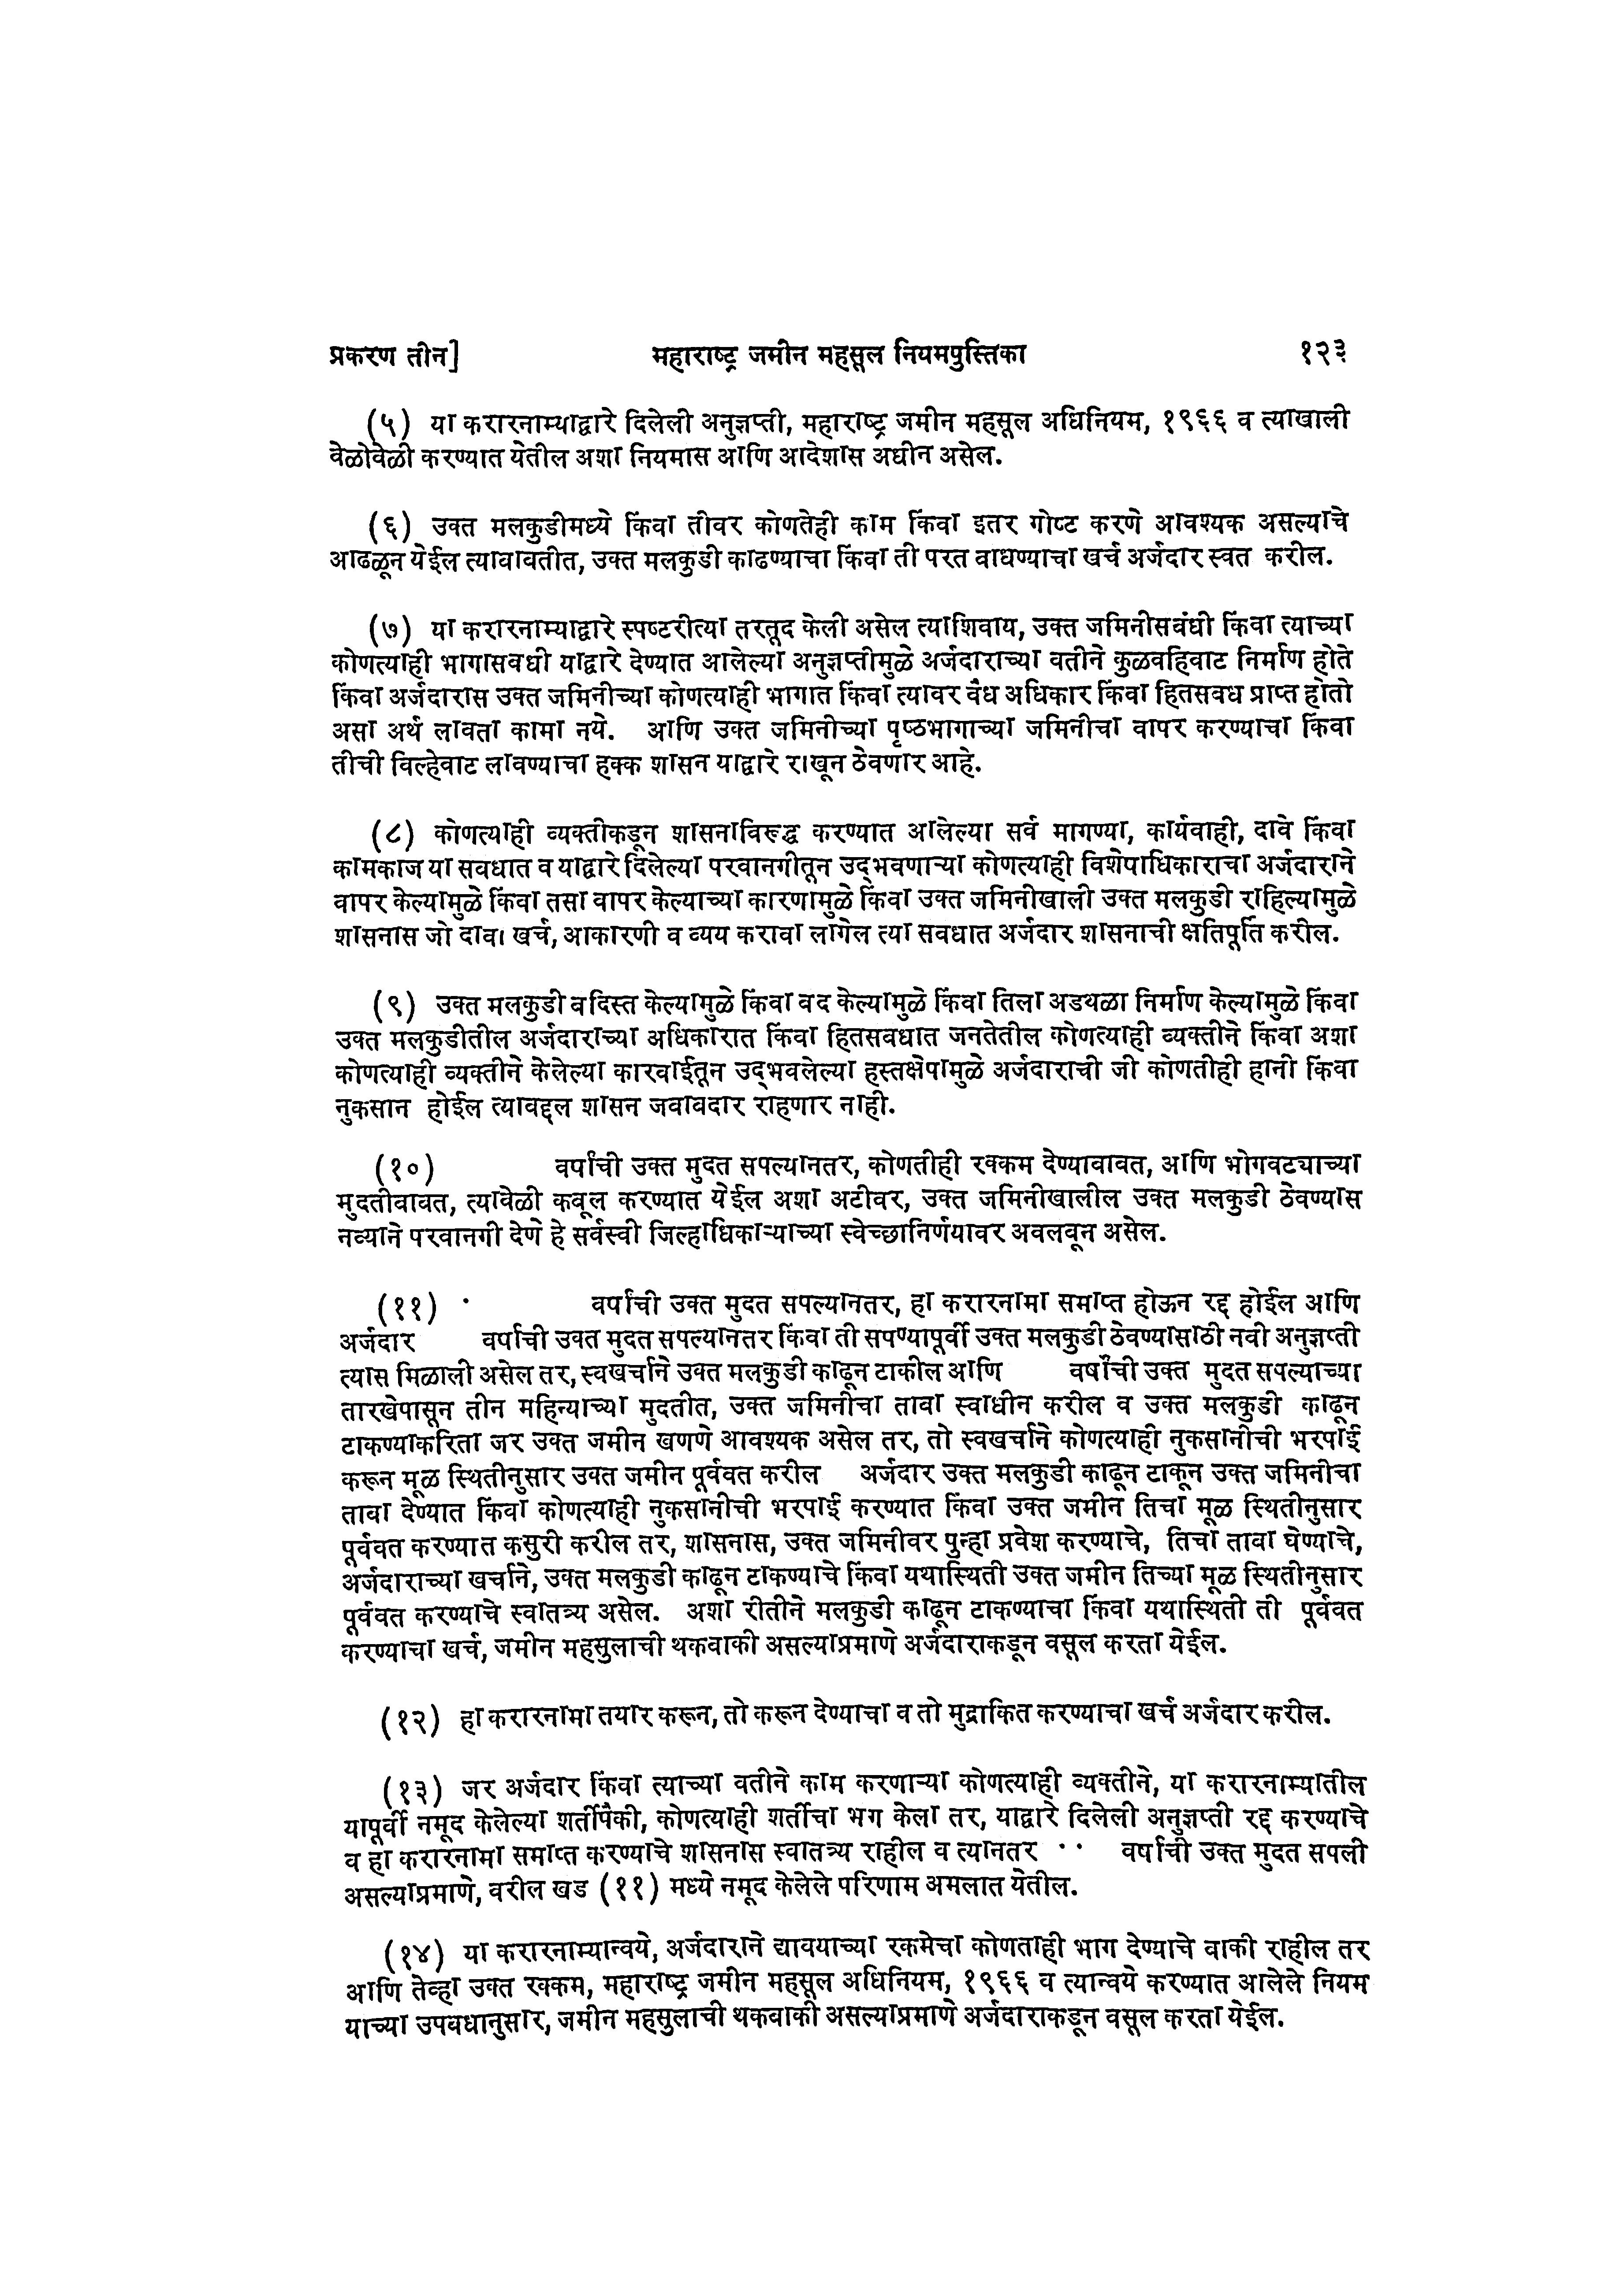 प्रकरण तीन] महाराष्ट्र जमीन महसूल नियमपुस्तिका १२३
(५) या करारनाम्याद्वारे दिलेली अनुज्ञप्ती, महाराष्ट्र जमीन महसूल अधिनियम, १९६६ व त्याखाली
वेळोवेळी करण्यात येतील अशा नियमास आणि आदेशास अधीन असेल.
(६) उक्त मलकुडीमध्ये किंवा तीवर कोणतेही काम किंवा इतर गोष्ट करणे आवश्यक असल्याचे
आढळून येईल त्यावावतीत, उक्त मलकुडी काढण्याचा किंवा ती परत वाधण्याचा खर्च अर्जदार स्वत करील.
(७) या करारनाम्याद्वारे स्पष्टरीत्या तरतूद केली असेल त्याशिवाय, उक्त जमिनीसबंधी किंवा त्याच्या
कोणत्याही भागासवधी याद्वारे देण्यात आलेल्या अनुज्ञप्तीमुळे अर्जदाराच्या वतीने कुळवहिवाट निर्माण होते
किंवा अर्जदारास उक्त जमिनीच्या कोणत्याही भागात किंवा त्यावर वैध अधिकार किंवा हितसबध प्राप्त होतो
असा अर्थ लावता कामा नये. आणि उक्त जमिनीच्या पृष्ठभागाच्या जमिनीचा वापर करण्याचा किंवा
तीची विल्हेवाट लावण्याचा हक्क शासन याद्वारे राखून ठेवणार आहे.
(८) कोणत्याही व्यक्तीकडून शासनाविरूद्ध करण्यात आलेल्या सर्व मागण्या, कार्यवाही, दावे किंवा
कामकाज या सवधात व याद्वारे दिलेल्या परवानगीतून उद्‌भवणाऱ्या कोणत्याही विशेपाधिकाराचा अर्जदाराने
वापर केल्यामुळे किंवा तसा वापर केल्याच्या कारणामुळे किंवा उक्त जमिनीखाली उक्त मलकुडी राहिल्यामुळे
शासनास जो दावा खर्च, आकारणी व व्यय करावा लागेल त्या सवधात अर्जदार शासनाची क्षतिपूर्ति करील.
(९) उक्त मलकुडी वदिस्त केल्यामुळे किंवा वद केल्यामुळे किंवा तिला अडथळा निर्माण केल्यामुळे किंवा
उक्त मलकुडीतील अर्जदाराच्या अधिकारात किंवा हितसवधात जनतेतील कोणत्याही व्यक्तीने किंवा अशा
कोणत्याही व्यक्तीने केलेल्या कारवाईतून उद्‌भवलेल्या हस्तक्षेपामुळे अर्जदाराची जी कोणतीही हानी किंवा
नुकसान होईल त्यावद्दल शासन जवावदार राहणार नाही.
(१०) वर्पांची उक्त मुदत सपल्यानतर, कोणतीही रक्कम देण्यावावत, आणि भोगवट्याच्या
मुदतीवावत, त्यावेळी कवूल करण्यात येईल अशा अटीवर, उक्त जमिनीखालील उक्त मलकुडी ठेवण्यास
नव्याने परवानगी देणे हे सर्वस्वी जिल्हाधिकाऱ्याच्या स्वेच्छानिर्णयावर अवलवून असेल.
(११) वर्पांची उक्त मुदत सपल्यानतर, हा करारनामा समाप्त होऊन रद्द होईल आणि
अर्जदार वर्पाची उक्त मुदत सपल्यानतर किंवा ती सपण्यापूर्वी उक्त मलकुडी ठेवण्यासाठी नवी अनुज्ञप्ती
त्यास मिळाली असेल तर, स्वखर्चाने उक्त मलकुडी काढून टाकील आणि वर्षांची उक्त मुदत सपल्याच्या
तारखेपासून तीन महिन्याच्या मुदतीत, उक्त जमिनीचा तावा स्वाधीन करील व उक्त मलकुडी काढून
टाकण्याकरिता जर उक्त जमीन खणणे आवश्यक असेल तर, तो स्वखर्चाने कोणत्याही नुकसानीची भरपाई
करून मूळ स्थितीनुसार उक्त जमीन पूर्ववत करील अर्जदार उक्त मलकुडी काढून टाकून उक्त जमिनीचा
तावा देण्यात किंवा कोणत्याही नुकसानीची भरपाई करण्यात किंवा उक्त जमीन तिचा मूळ स्थितीनुसार
पूर्ववत करण्यात कसुरी करील तर, शासनास, उक्त जमिनीवर पुन्हा प्रवेश करण्याचे, तिचा तावा घेण्याचे,
अर्जदाराच्या खर्चाने, उक्त मलकुडी काढून टाकण्याचे किंवा यथास्थिती उक्त जमीन तिच्या मूळ स्थितीनुसार
पूर्ववत करण्याचे स्वातत्र्य असेल. अशा रीतीने मलकुडी काढून टाकण्याचा किंवा यथास्थिती ती पूर्ववत
करण्याचा खर्च, जमीन महसुलाची थकवाकी असल्याप्रमाणे अर्जदाराकडून वसूल करता येईल.
(१२) हा करारनामा तयार करून, तो करून देण्याचा व तो मुद्राकित करण्याचा खर्च अर्जदार करील.
(१३) जर अर्जदार किंवा त्याच्या वतीने काम करणाऱ्या कोणत्याही व्यक्तीने, या करारनाम्यातील
यापूर्वी नमूद केलेल्या शर्तीपैकी, कोणत्याही शर्तीचा भग केला तर, याद्वारे दिलेली अनुज्ञप्ती रद्द करण्याचे
व हा करारनामा समाप्त करण्याचे शासनास स्वातत्र्य राहील व त्यानतर ·· वर्षाची उक्त मुदत सपली
असल्याप्रमाणे, वरील खड (११) मध्ये नमूद केलेले परिणाम अमलात येतील.
(१४) या करारनाम्यान्वये, अर्जदाराने द्यावयाच्या रकमेचा कोणताही भाग देण्याचे वाकी राहील तर
आणि तेव्हा उक्त रक्कम, महाराष्ट्र जमीन महसूल अधिनियम, १९६६ व त्यान्वये करण्यात आलेले नियम
याच्या उपवधानुसार, जमीन महसुलाची थकवाकी असल्याप्रमाणे अर्जदाराकडून वसूल करता येईल.